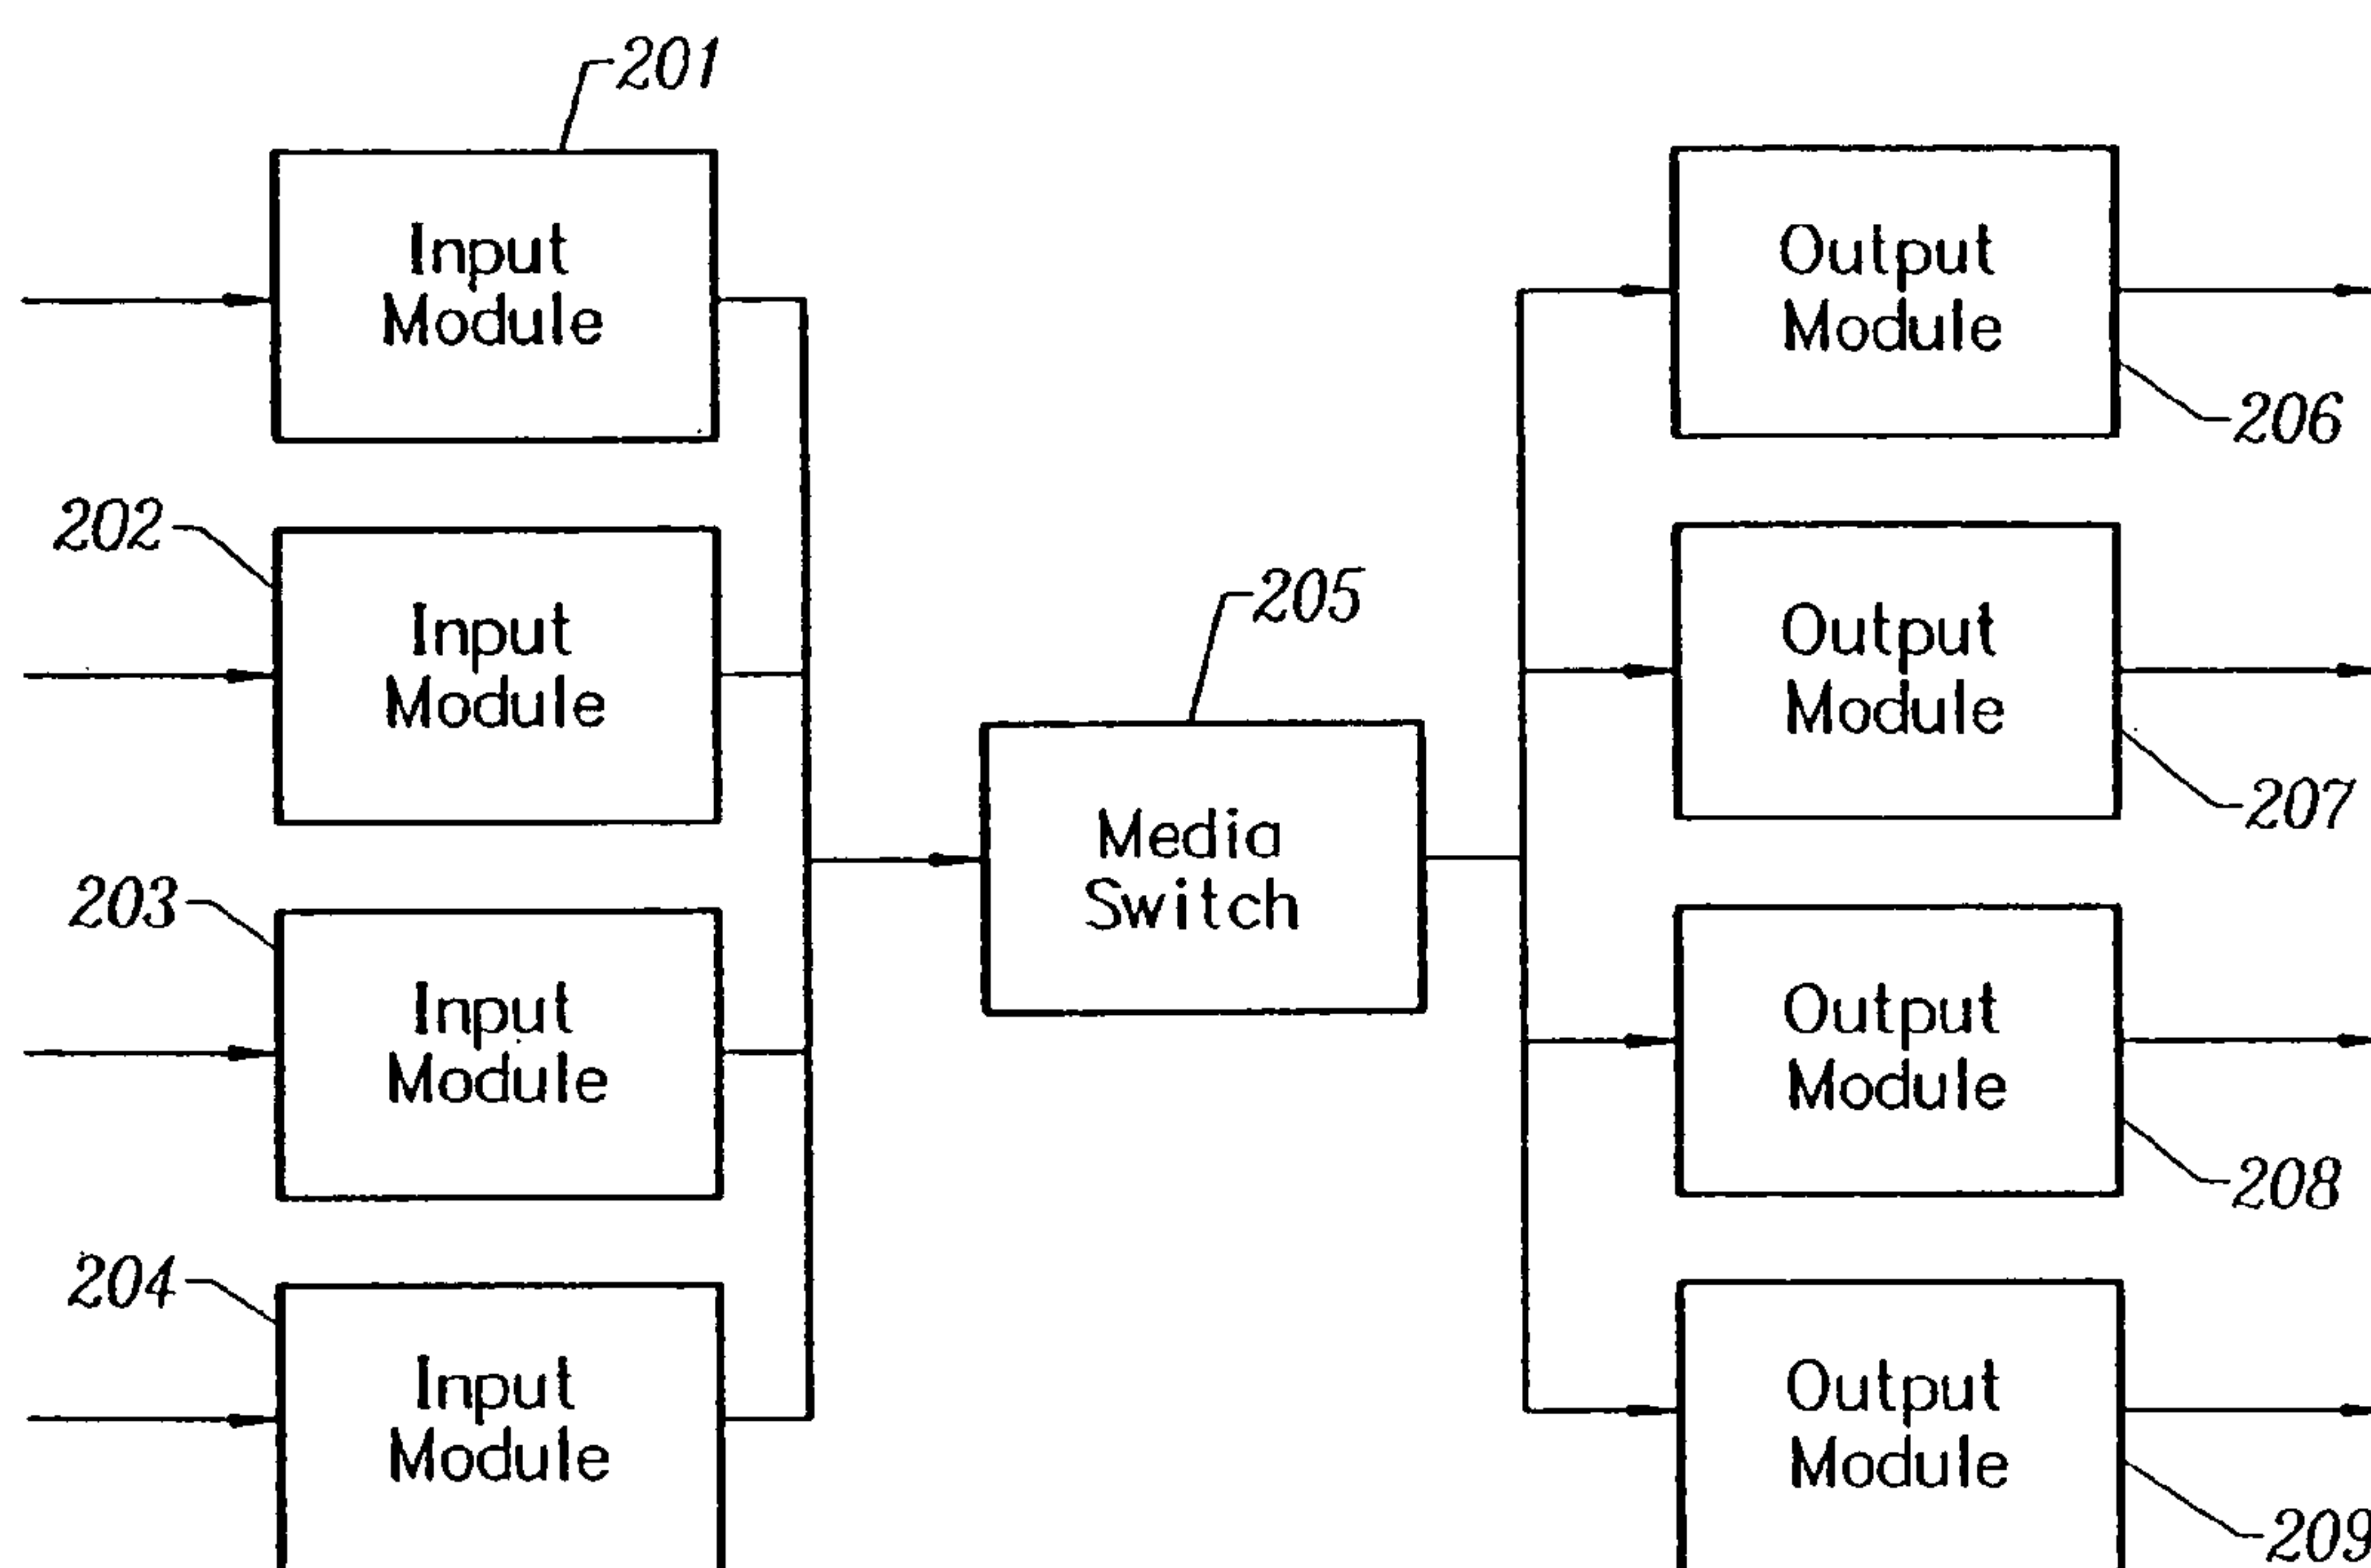 201
Input
Module
202
Input
Module
203
Input
Module
204
Input
Module
205
Media
Switch
Output
Module
206
Output
Module
207
Output
Module
208
Output
Module
209